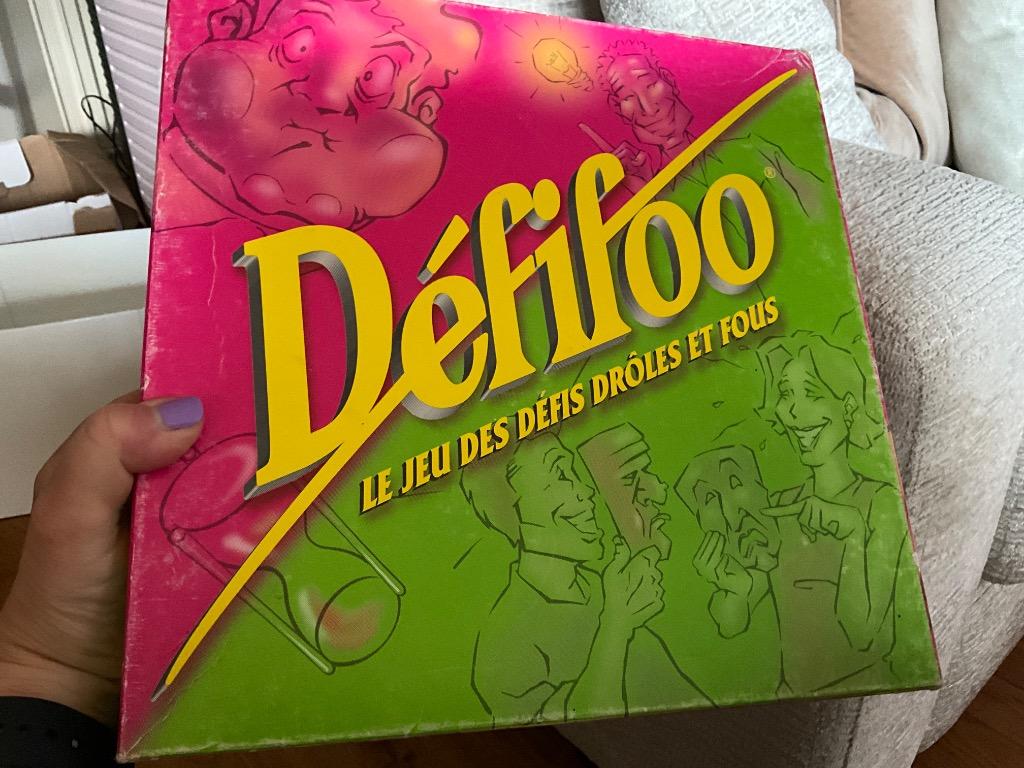 Défifoo®
LE JEU DES DÉFIS DRÔLES ET FOUS